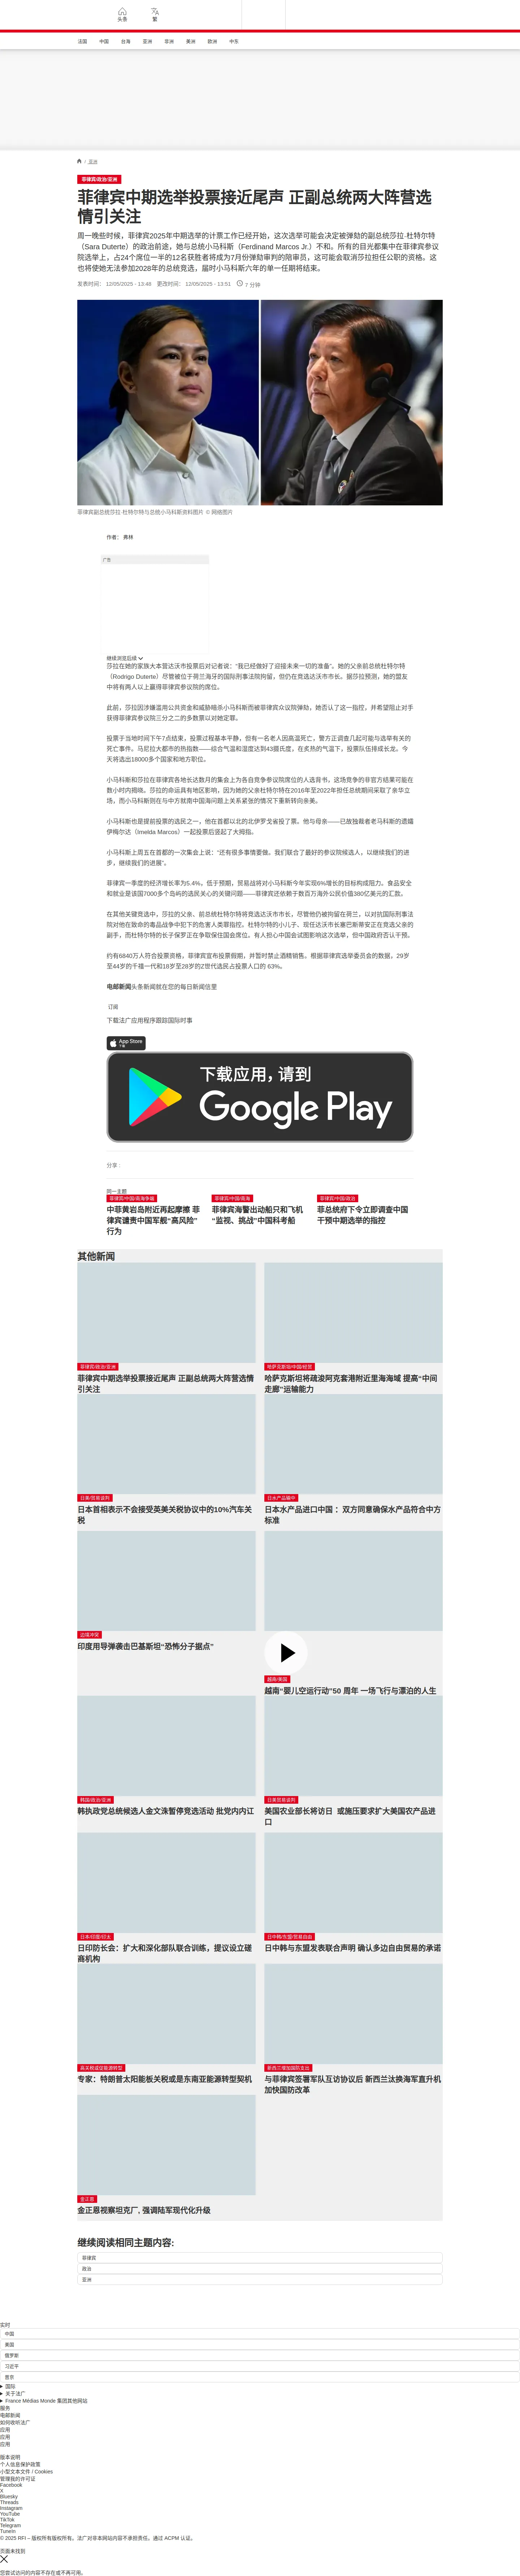 头条
繁
法国
中国
台海
亚洲
非洲
美洲
欧洲
中东
/ 亚洲
菲律宾/政治/亚洲
菲律宾中期选举投票接近尾声 正副总统两大阵营选
情引关注
周一晚些时候，菲律宾2025年中期选举的计票工作已经开始，这次选举可能会决定被弹劾的副总统莎拉·杜特尔特
（Sara Duterte）的政治前途，她与总统小马科斯（Ferdinand Marcos Jr.）不和。所有的目光都集中在菲律宾参议
院选举上，占24个席位一半的12名获胜者将成为7月份弹劾审判的陪审员，这可能会取消莎拉担任公职的资格。这
也将使她无法参加2028年的总统竞选，届时小马科斯六年的单一任期将结束。
发表时间： 12/05/2025 - 13:46 更改时间： 12/05/2025 - 13:51 7 分钟
菲律宾副总统莎拉·杜特尔特与总统小马科斯资料图片 © 网络图片
作者： 弗林
广告
继续浏览后续
莎拉在她的家族大本营达沃市投票后对记者说：“我已经做好了迎接未来一切的准备”。她的父亲前总统杜特尔特
（Rodrigo Duterte）尽管被位于荷兰海牙的国际刑事法院拘留，但仍在竞选达沃市市长。据莎拉预测，她的盟友
中将有两人以上赢得菲律宾参议院的席位。
此前，莎拉因涉嫌滥用公共资金和威胁暗杀小马科斯而被菲律宾众议院弹劾，她否认了这一指控，并希望阻止对手
获得菲律宾参议院三分之二的多数票以对她定罪。
投票于当地时间下午7点结束，投票过程基本平静，但有一名老人因高温死亡，警方正调查几起可能与选举有关的
死亡事件。马尼拉大都市的热指数——综合气温和湿度达到43摄氏度，在炙热的气温下，投票队伍排成长龙。今
天将选出18000多个国家和地方职位。
小马科斯和莎拉在菲律宾各地长达数月的集会上为各自竞争参议院席位的人选背书，这场竞争的非官方结果可能在
数小时内揭晓。莎拉的命运具有地区影响，因为她的父亲杜特尔特在2016年至2022年担任总统期间采取了亲华立
场，而小马科斯则在与中方就南中国海问题上关系紧张的情况下重新转向亲美。
小马科斯也是提前投票的选民之一，他在首都以北的北伊罗戈省投了票。他与母亲——已故独裁者老马科斯的遗孀
伊梅尔达（Imelda Marcos）一起投票后竖起了大拇指。
小马科斯上周五在首都的一次集会上说：“还有很多事情要做。我们联合了最好的参议院候选人，以继续我们的进
步，继续我们的进展”。
菲律宾一季度的经济增长率为5.4%，低于预期，贸易战将对小马科斯今年实现6%增长的目标构成阻力。食品安全
和就业是该国7000多个岛屿的选民关心的关键问题——菲律宾还依赖于数百万海外公民价值380亿美元的汇款。
在其他关键竞选中，莎拉的父亲、前总统杜特尔特将竞选达沃市市长，尽管他仍被拘留在荷兰，以对抗国际刑事法
院对他在致命的毒品战争中犯下的危害人类罪指控。杜特尔特的小儿子、现任达沃市长塞巴斯蒂安正在竞选父亲的
副手，而杜特尔特的长子保罗正在争取保住国会席位。有人担心中国会试图影响这次选举，但中国政府否认干预。
约有6840万人符合投票资格，菲律宾宣布投票假期，并暂时禁止酒精销售。根据菲律宾选举委员会的数据，29岁
至44岁的千禧一代和18岁至28岁的Z世代选民占投票人口的 63%。
电邮新闻头条新闻就在您的每日新闻信里
订阅
下载法广应用程序跟踪国际时事
App Store
下载
下载应用，请到
Google Play
分享 :
同一主题
菲律宾/中国/南海争端
中菲黄岩岛附近再起摩擦 菲
律宾谴责中国军舰“高风险”
行为
菲律宾/中国/南海
菲律宾海警出动船只和飞机
“监视、挑战”中国科考船
菲律宾/中国/政治
菲总统府下令立即调查中国
干预中期选举的指控
其他新闻
菲律宾/政治/亚洲
菲律宾中期选举投票接近尾声 正副总统两大阵营选情
引关注
哈萨克斯坦/中国/经贸
哈萨克斯坦将疏浚阿克套港附近里海海域 提高“中间
走廊”运输能力
日美/贸易谈判
日本首相表示不会接受英美关税协议中的10%汽车关
税
日水产品输中
日本水产品进口中国 ：双方同意确保水产品符合中方
标准
边境冲突
印度用导弹袭击巴基斯坦“恐怖分子据点”
越南/美国
越南“婴儿空运行动”50 周年 一场飞行与漂泊的人生
韩国/政治/亚洲
韩执政党总统候选人金文洙暂停竞选活动 批党内内讧
日美贸易谈判
美国农业部长将访日 或施压要求扩大美国农产品进
口
日本/印度/印太
日印防长会：扩大和深化部队联合训练，提议设立磋
商机构
日中韩/东盟/贸易自由
日中韩与东盟发表联合声明 确认多边自由贸易的承诺
高关税或促能源转型
专家：特朗普太阳能板关税或是东南亚能源转型契机
新西兰增加国防支出
与菲律宾签署军队互访协议后 新西兰汰换海军直升机
加快国防改革
金正恩
金正恩视察坦克厂, 强调陆军现代化升级
继续阅读相同主题内容:
菲律宾
政治
亚洲
实时
中国
美国
俄罗斯
习近平
普京
国际
关于法广
France Médias Monde 集团其他网站
服务
电邮新闻
如何收听法广
应用
应用
应用
版本说明
个人信息保护政策
小型文本文件 / Cookies
管理我的许可证
Facebook
X
Bluesky
Threads
Instagram
YouTube
TikTok
Telegram
TuneIn
© 2025 RFI – 版权所有版权所有。法广对非本网站内容不承担责任。通过 ACPM 认证。
页面未找到
您尝试访问的内容不存在或不再可用。